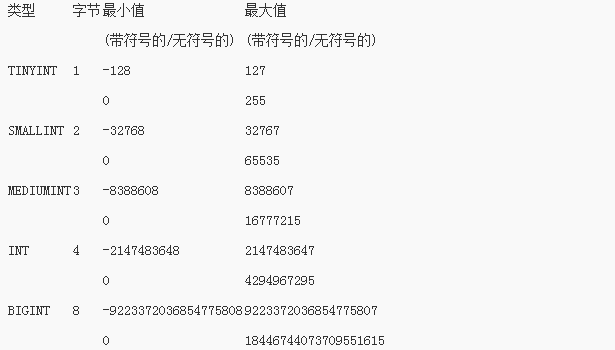 类型 字节 最小值 最大值
(带符号的/无符号的) (带符号的/无符号的)
TINYINT 1 -128 127
0 255
SMALLINT 2 -32768 32767
0 65535
MEDIUMINT 3 -8388608 8388607
0 16777215
INT 4 -2147483648 2147483647
0 4294967295
BIGINT 8 -9223372036854775808 9223372036854775807
0 18446744073709551615